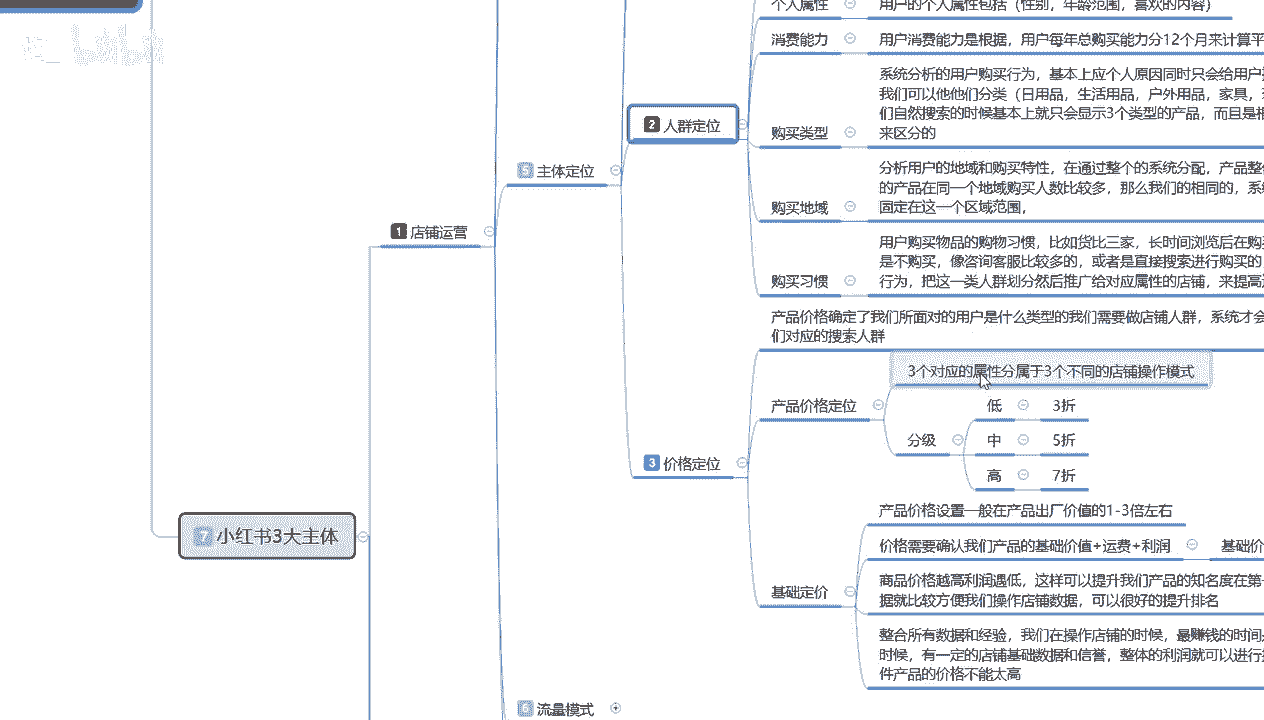 个人属性
用户的个人属性包括（性别，年龄范围，喜欢的内容）
消费能力
用户消费能力是根据，用户每年总购买能力分12个月来计算平
系统分析的用户购买行为，基本上应个人原因同时只会给用户
我们可以他他们分类（日用品，生活用品，户外用品，家具，
们自然搜索的时候基本上就只会显示3个类型的产品，而且是根
来区分的
购买类型
2 人群定位
5 主体定位
分析用户的地域和购买特性，在通过整个的系统分配，产品整体
的产品在同一个地域购买人数比较多，那么我们的相同的，系统
固定在这一个区域范围，
购买地域
1 店铺运营
用户购买物品的购物习惯，比如货比三家，长时间浏览后在购买
是不购买，像咨询客服比较多的，或者是直接搜索进行购买的
行为，把这一类人群划分然后推广给对应属性的店铺，来提高
购买习惯
产品价格确定了我们所面对的用户是什么类型的我们需要做店铺人群，系统才会
们对应的搜索人群
3个对应的属性分属于3个不同的店铺操作模式
产品价格定位
低
3折
分级
中
5折
高
7折
3 价格定位
产品价格设置一般在产品出厂价值的1-3倍左右
7 小红书3大主体
价格需要确认我们产品的基础价值+运费+利润
基础价
商品价格越高利润遇低，这样可以提升我们产品的知名度在第一
据就比较方便我们操作店铺数据，可以很好的提升排名
基础定价
整合所有数据和经验，我们在操作店铺的时候，最赚钱的时间
时候，有一定的店铺基础数据和信誉，整体的利润就可以进行
件产品的价格不能太高
6 流量模式